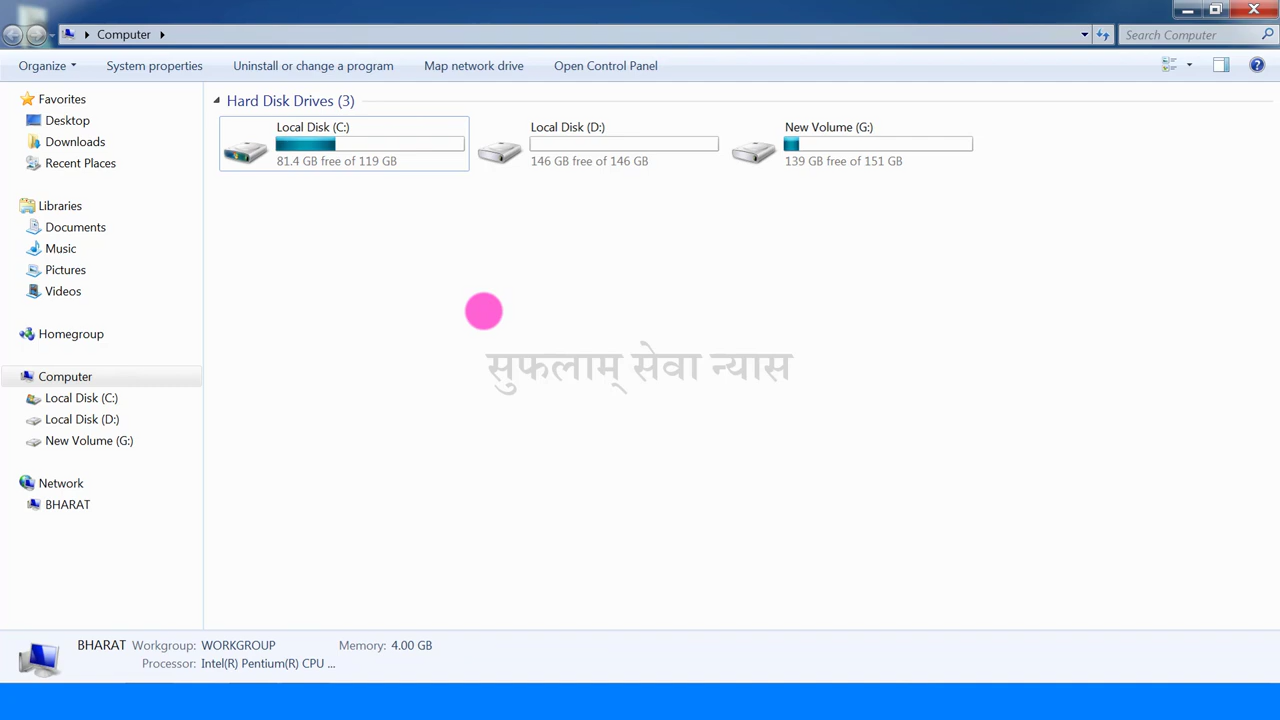 Computer
Search Computer
Organize System properties Uninstall or change a program Map network drive Open Control Panel
Favorites
Desktop
Downloads
Recent Places
Libraries
Documents
Music
Pictures
Videos
Homegroup
Computer
Local Disk (C:)
Local Disk (D:)
New Volume (G:)
Network
BHARAT
Hard Disk Drives (3)
Local Disk (C:)
81.4 GB free of 119 GB
Local Disk (D:)
146 GB free of 146 GB
New Volume (G:)
139 GB free of 151 GB
सुफलाम् सेवा न्यास
BHARAT Workgroup: WORKGROUP Memory: 4.00 GB
Processor: Intel(R) Pentium(R) CPU ...